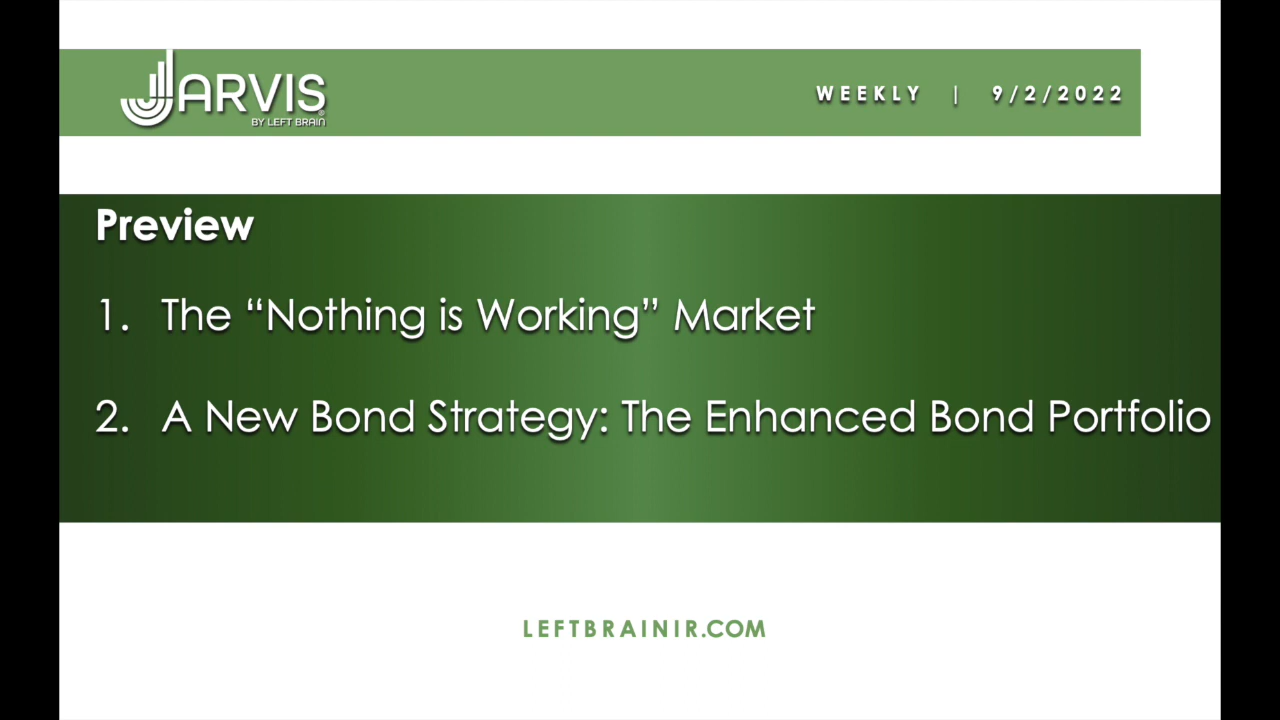 JARVIS
BY LEFT BRAIN
WEEKLY | 9/2/2022
Preview
1. The “Nothing is Working” Market
2. A New Bond Strategy: The Enhanced Bond Portfolio
LEFTBRAINIR.COM